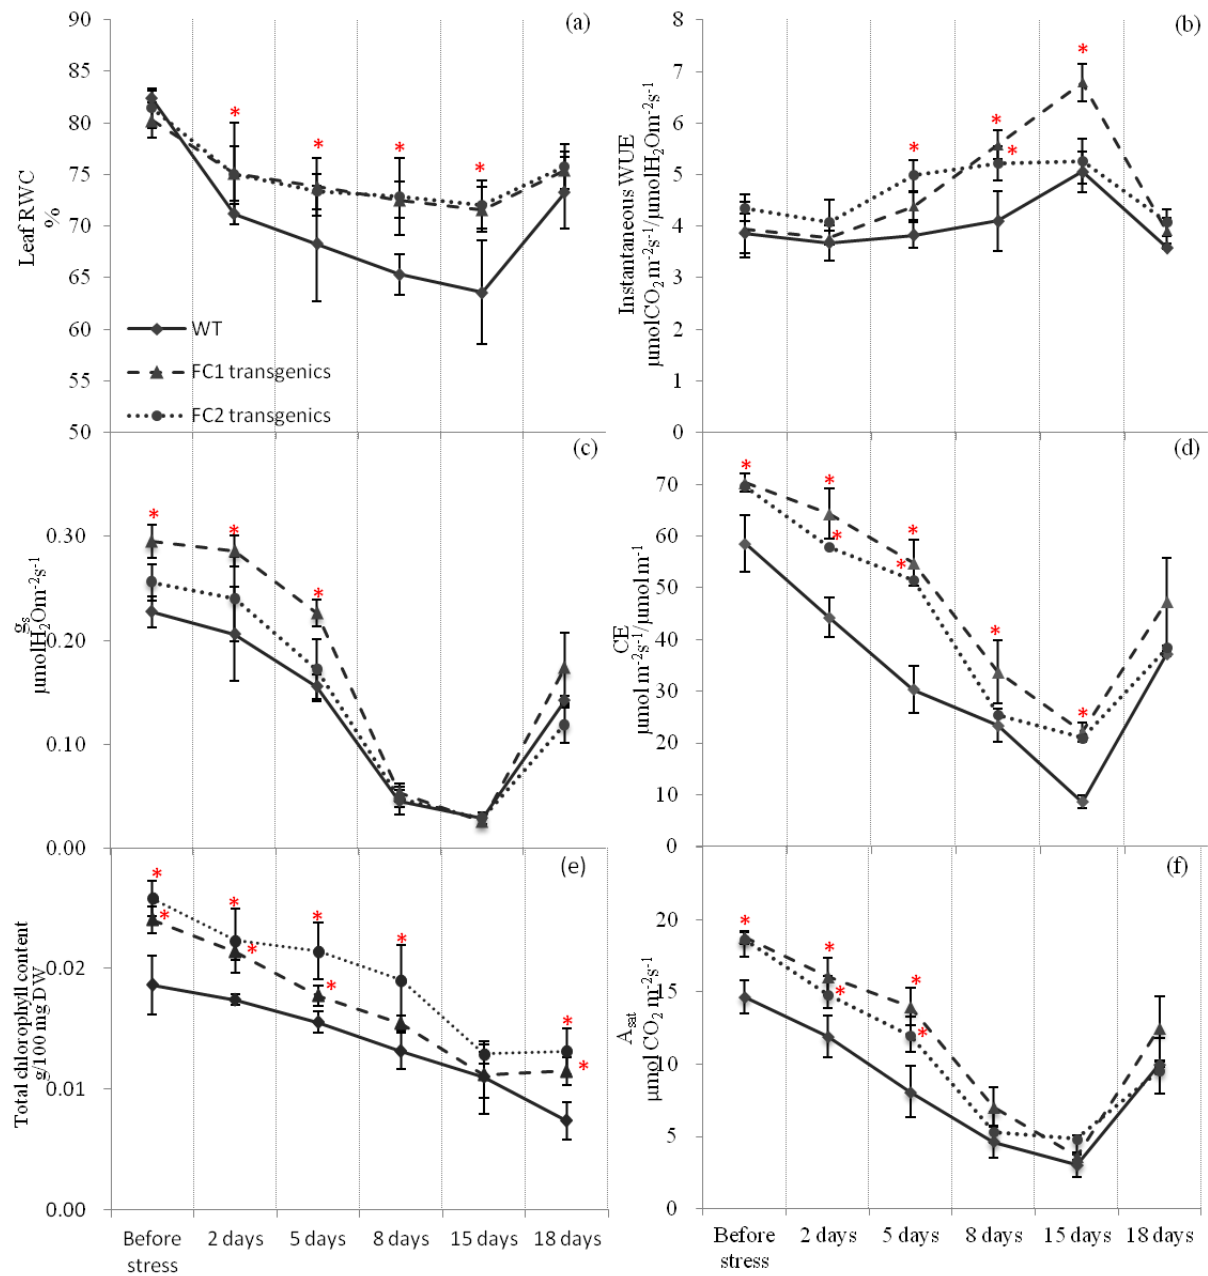 (a)
90
85
80
75
70
65
60
55
50
Leaf RWC
%
WT
FC1 transgenics
FC2 transgenics
* * * *
(b)
8
7
6
5
4
3
2
1
0
Instantaneous WUE
µmolCO₂m⁻²s⁻¹/µmolH₂Om⁻²s⁻¹
* * * *
(c)
0.30
0.20
0.10
0.00
gₛ
µmolH₂Om⁻²s⁻¹
* * *
(d)
70
60
50
40
30
20
10
0
CE
µmol m⁻²s⁻¹/µmolm⁻¹
* * * * * * *
(e)
0.02
0.01
0.00
Total chlorophyll content
g/100 mg DW
* * * * * * * * *
Before stress
2 days
5 days
8 days
15 days
18 days
(f)
20
15
10
5
0
Aₛₐₜ
µmol CO₂ m⁻²s⁻¹
* * * * *
Before stress
2 days
5 days
8 days
15 days
18 days